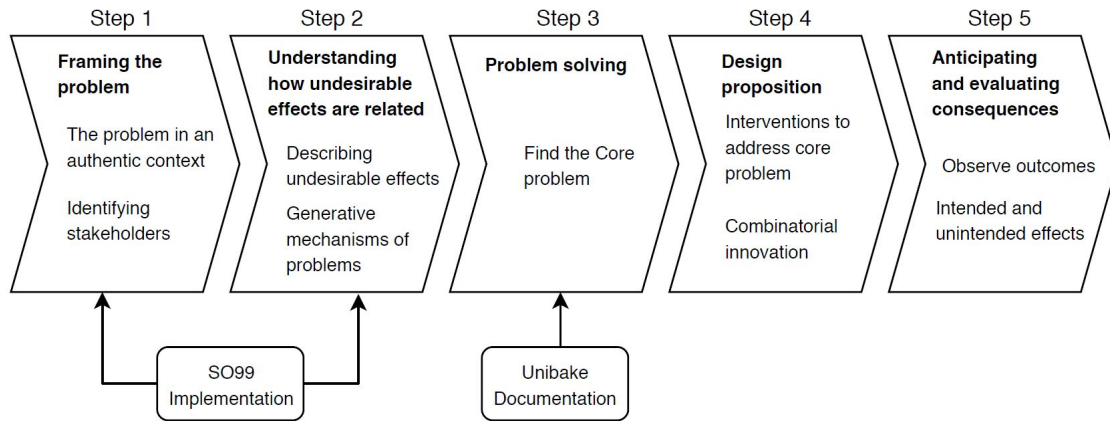 Step 1
Step 2
Step 3
Step 4
Step 5
Framing the
problem
The problem in an
authentic context
Identifying
stakeholders
Understanding
how undesirable
effects are related
Describing
undesirable effects
Generative
mechanisms of
problems
Problem solving
Find the Core
problem
Design
proposition
Interventions to
address core
problem
Combinatorial
innovation
Anticipating
and evaluating
consequences
Observe outcomes
Intended and
unintended effects
SO99
Implementation
Unibake
Documentation